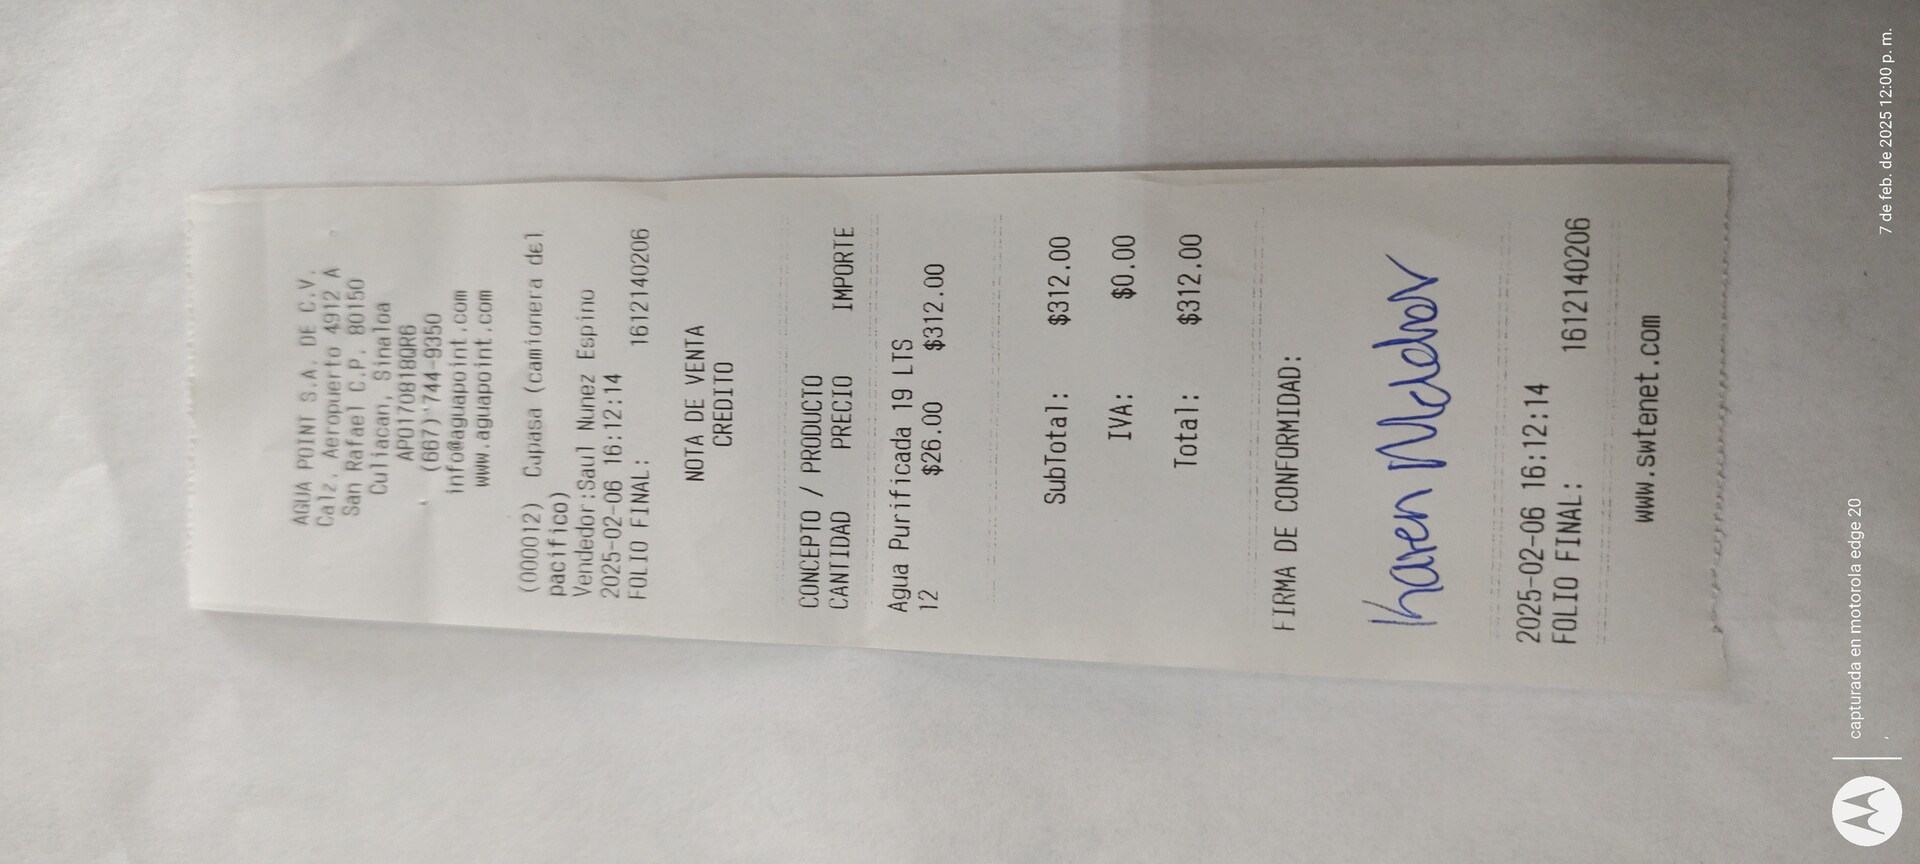 AGUA POINT S.A. DE C.V.
Calz. Aeropuerto 4912 A
San Rafael C.P. 80150
Culiacan, Sinaloa
APO170818QR6
(667) 744-9350
info@aguapoint.com
www.aguapoint.com
(000012) Cupasa (camionera del
pacifico)
Vendedor:Saul Nunez Espino
2025-02-06 16:12:14
FOLIO FINAL: 1612140206
NOTA DE VENTA
CREDITO
CONCEPTO / PRODUCTO
CANTIDAD PRECIO IMPORTE
Agua Purificada 19 LTS
12 $26.00 $312.00
SubTotal: $312.00
IVA: $0.00
Total: $312.00
FIRMA DE CONFORMIDAD:
Karen
2025-02-06 16:12:14
FOLIO FINAL: 1612140206
www.swtenet.com
capturada en motorola edge 20
7 de feb. de 2025 12:00 p. m.